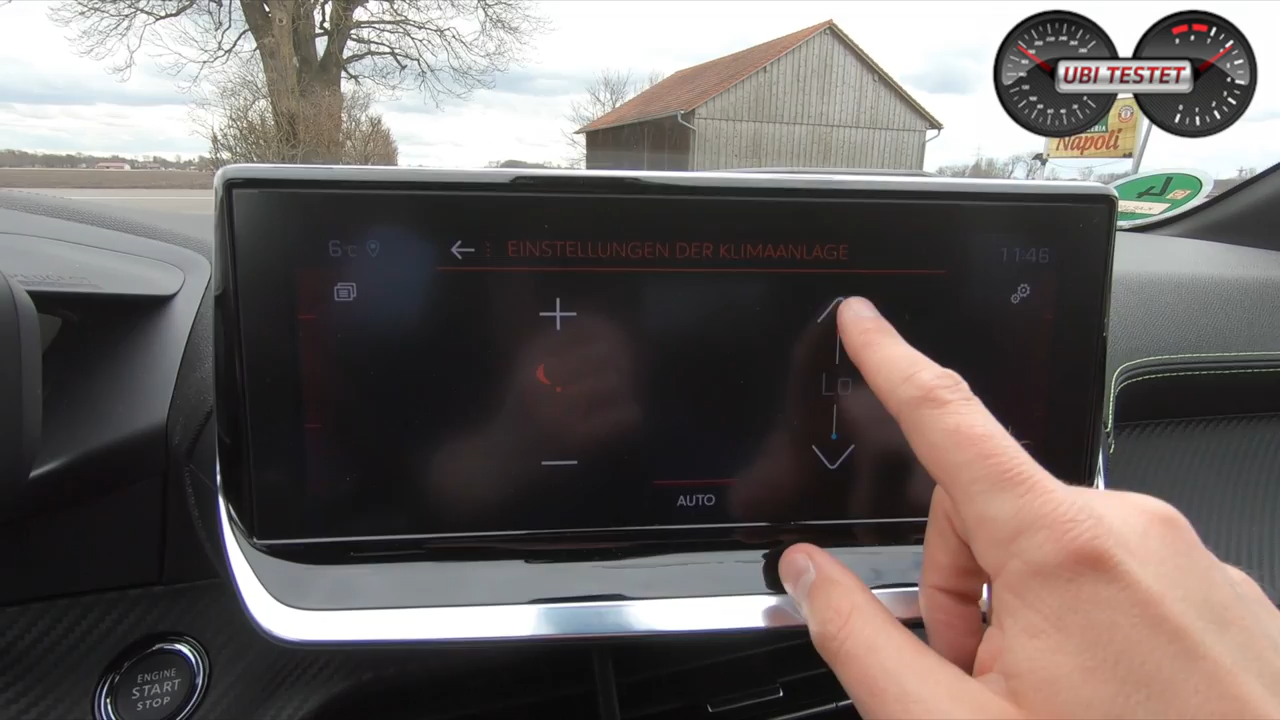 UBI TESTET
Napoli
6°C
EINSTELLUNGEN DER KLIMAANLAGE
11:46
Lo
AUTO
ENGINE
START
STOP